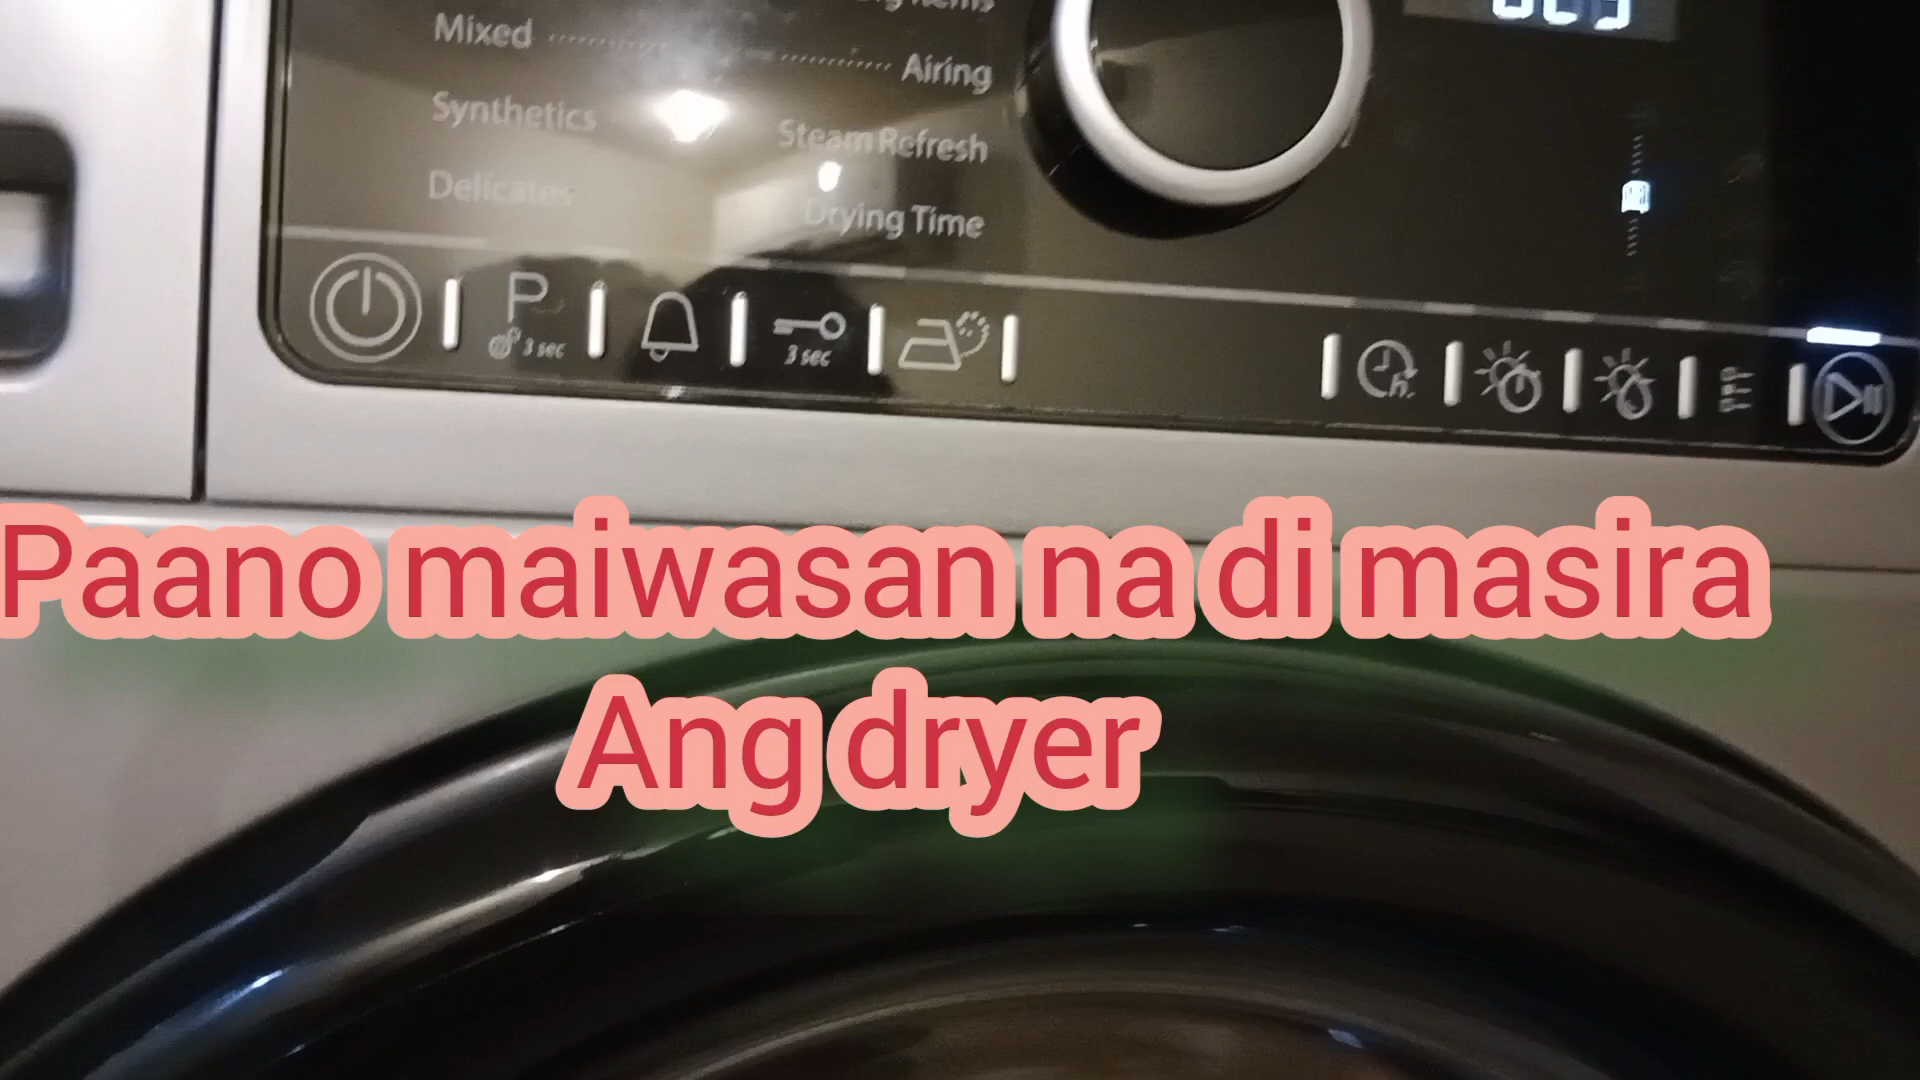 Mixed
Airing
Synthetics
Steam Refresh
Delicates
Drying Time
P
3 sec
3 sec
h.
Paano maiwasan na di masira
Ang dryer